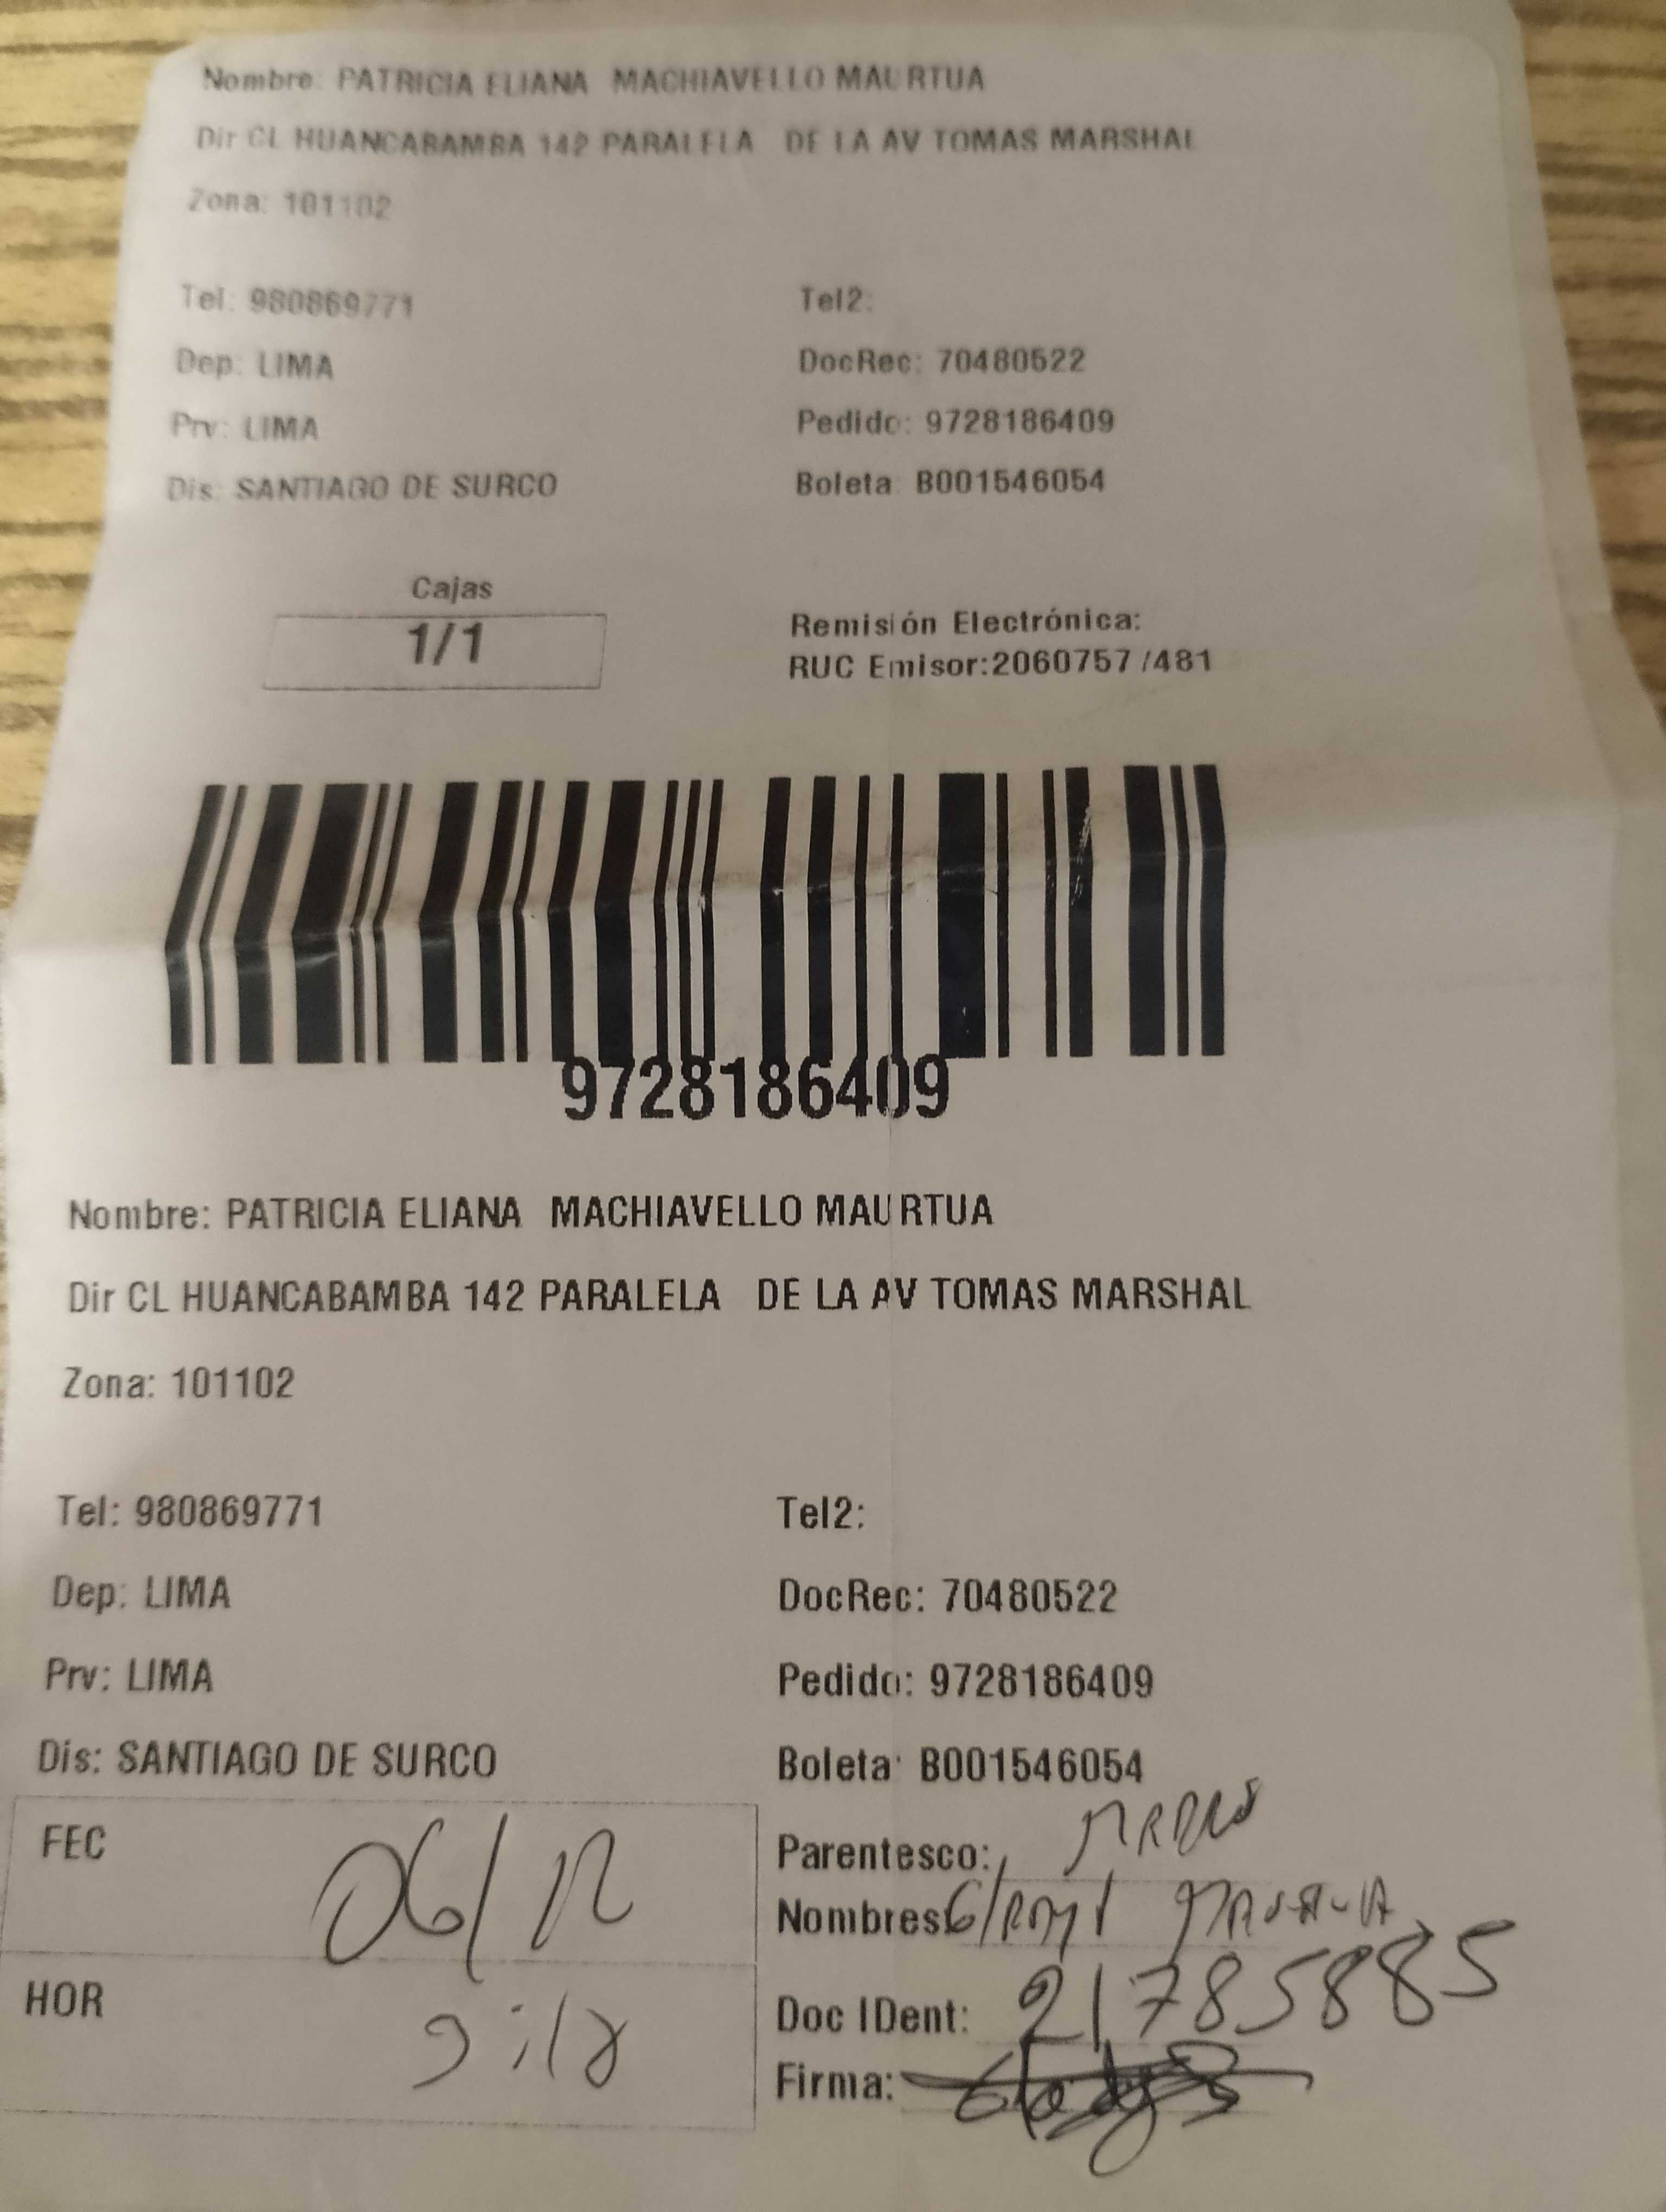 Nombre: PATRICIA ELIANA MACHIAVELLO MAURTUA
Dir CL HUANCABAMBA 142 PARALELA DE LA AV TOMAS MARSHAL
Zona: 101102
Tel: 980869771 Tel2:
Dep: LIMA DocRec: 70480522
Prv: LIMA Pedido: 9728186409
Dis: SANTIAGO DE SURCO Boleta: B001546054
Cajas
1/1
Remisión Electrónica:
RUC Emisor:2060757 /481
9728186409
Nombre: PATRICIA ELIANA MACHIAVELLO MAURTUA
Dir CL HUANCABAMBA 142 PARALELA DE LA AV TOMAS MARSHAL
Zona: 101102
Tel: 980869771 Tel2:
Dep: LIMA DocRec: 70480522
Prv: LIMA Pedido: 9728186409
Dis: SANTIAGO DE SURCO Boleta: B001546054
FEC 06/12
Parentesco:
Nombres
HOR
Doc IDent: 21785885
Firma: